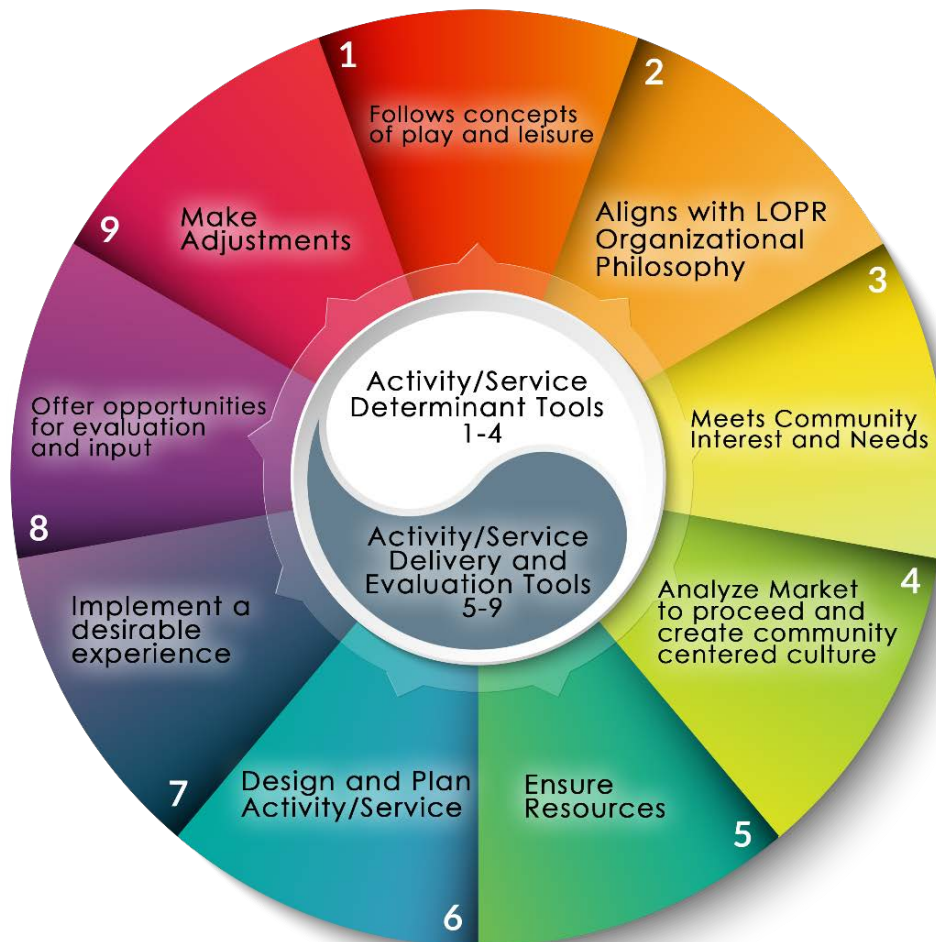 1
Follows concepts
of play and leisure
2
Aligns with LOPR
Organizational
Philosophy
3
Meets Community
Interest and Needs
4
Analyze Market
to proceed and
create community
centered culture
5
Ensure
Resources
6
Design and Plan
Activity/Service
7
Implement a
desirable
experience
8
Offer opportunities
for evaluation
and input
9
Make
Adjustments
Activity/Service
Determinant Tools
1-4
Activity/Service
Delivery and
Evaluation Tools
5-9